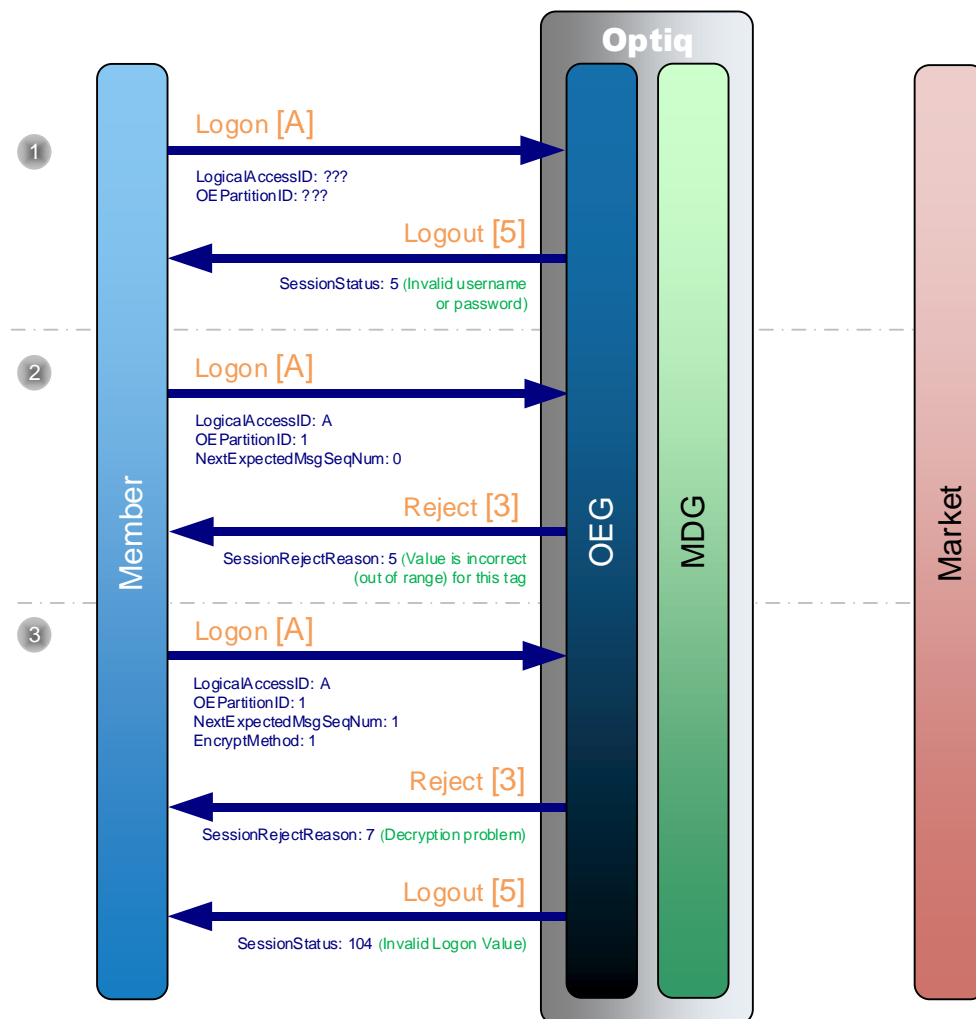 Optiq
Member
OEG
MDG
Market
1
Logon [A]
LogicalAccessID: ???
OEPartitionID: ???
Logout [5]
SessionStatus: 5 (Invalid username
or password)
2
Logon [A]
LogicalAccessID: A
OEPartitionID: 1
NextExpectedMsgSeqNum: 0
Reject [3]
SessionRejectReason: 5 (Value is incorrect
(out of range) for this tag
3
Logon [A]
LogicalAccessID: A
OEPartitionID: 1
NextExpectedMsgSeqNum: 1
EncryptMethod: 1
Reject [3]
SessionRejectReason: 7 (Decryption problem)
Logout [5]
SessionStatus: 104 (Invalid Logon Value)